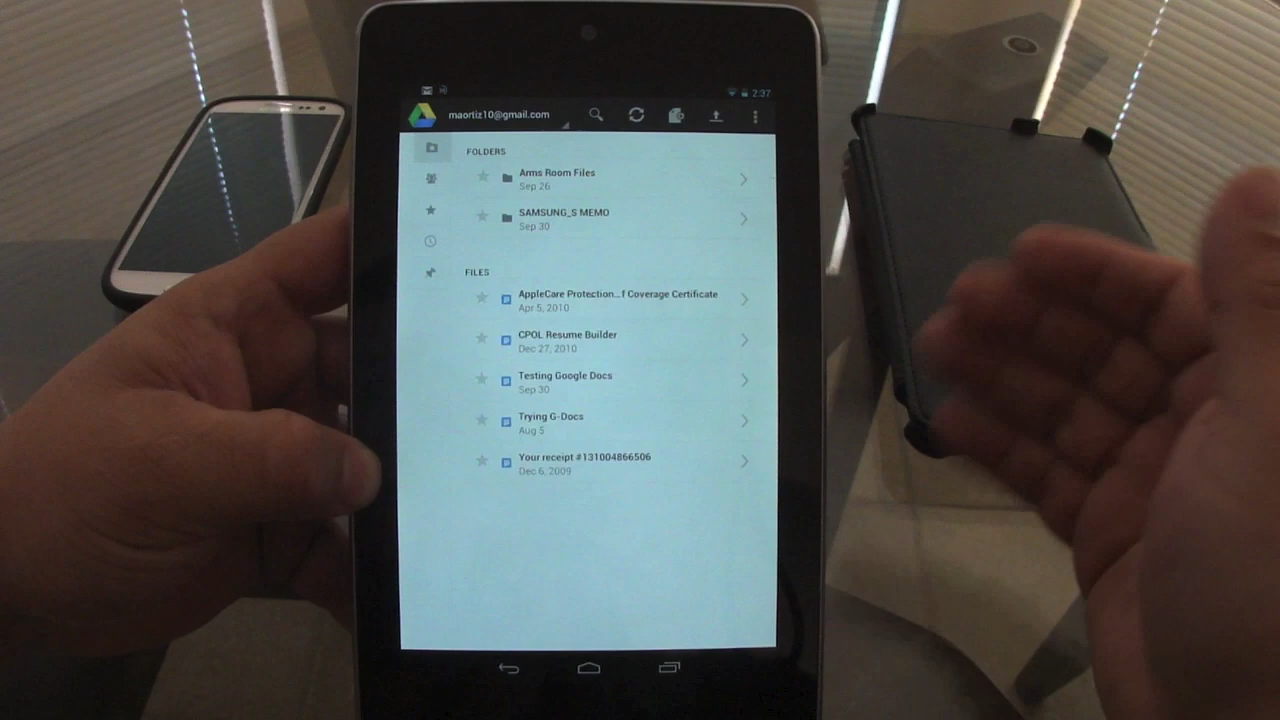 2:37
maortiz10@gmail.com
FOLDERS
Arms Room Files
Sep 26
SAMSUNG_S MEMO
Sep 30
FILES
AppleCare Protection...f Coverage Certificate
Apr 5, 2010
CPOL Resume Builder
Dec 27, 2010
Testing Google Docs
Sep 30
Trying G-Docs
Aug 5
Your receipt #131004866506
Dec 6, 2009